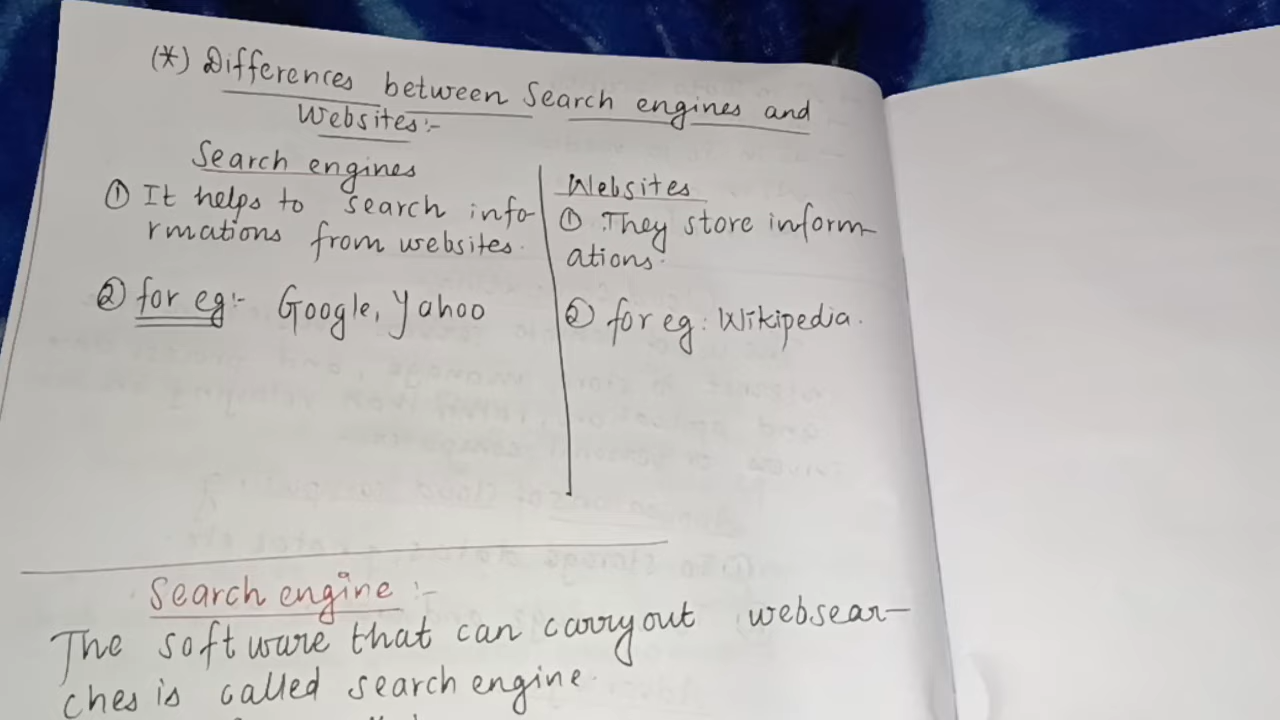 (*) Differences between Search engines and
Websites:-
Search engines
① It helps to search info-
rmations from websites.
② for eg:- Google, Yahoo
Websites
① They store inform-
ations.
② for eg: Wikipedia.
Search engine :-
The software that can carryout websear-
ches is called search engine.